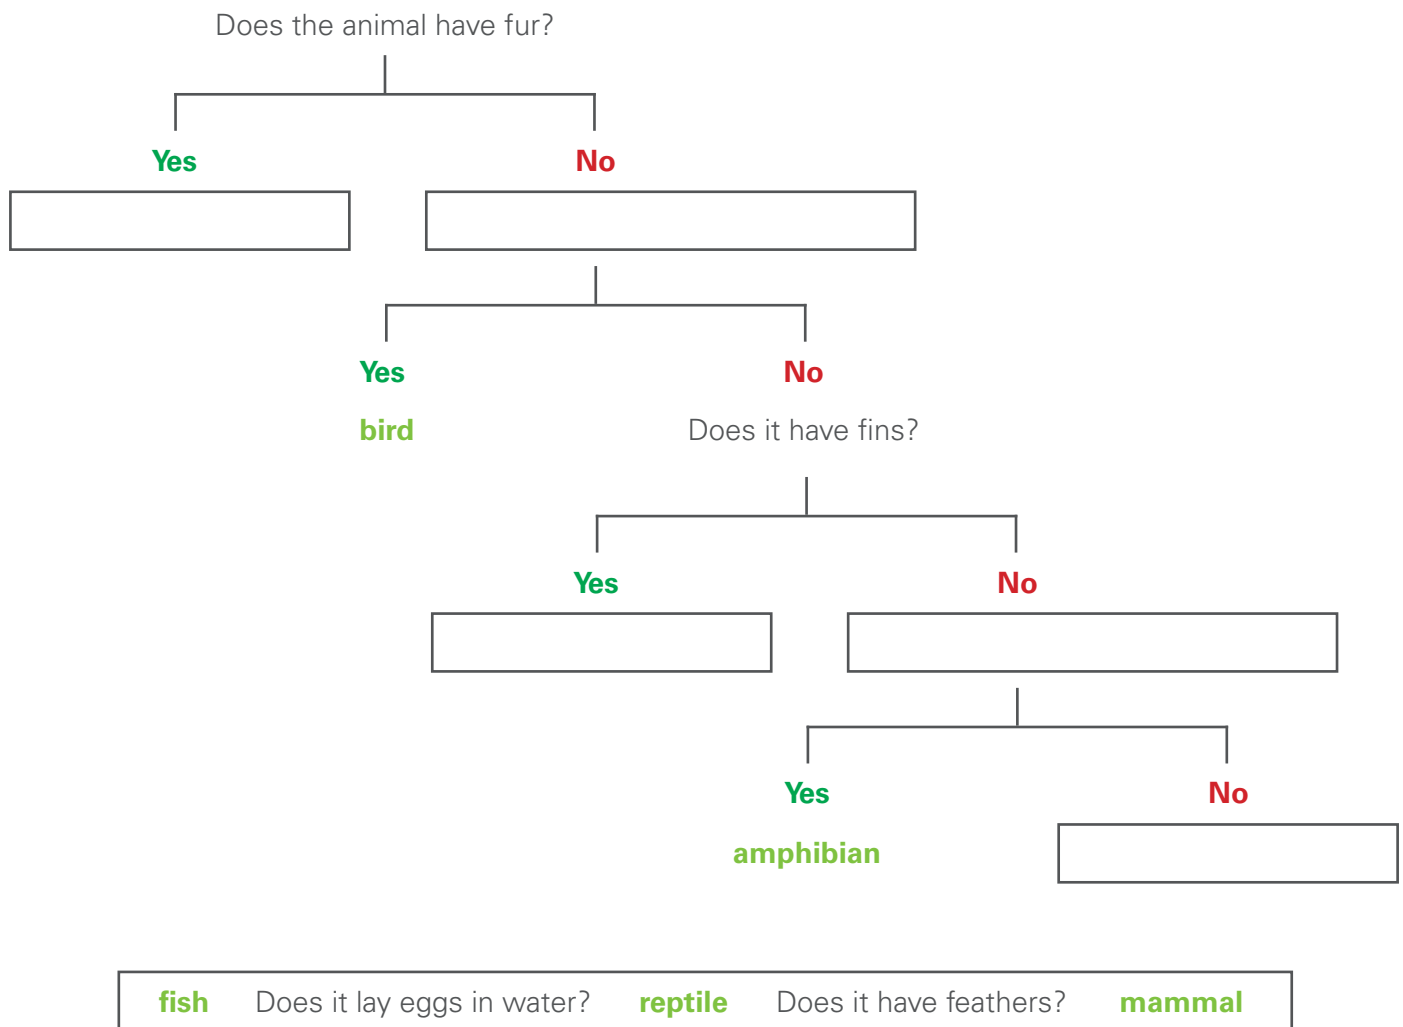 Does the animal have fur?
Yes No
Yes No
bird Does it have fins?
Yes No
Yes No
amphibian
fish Does it lay eggs in water? reptile Does it have feathers? mammal